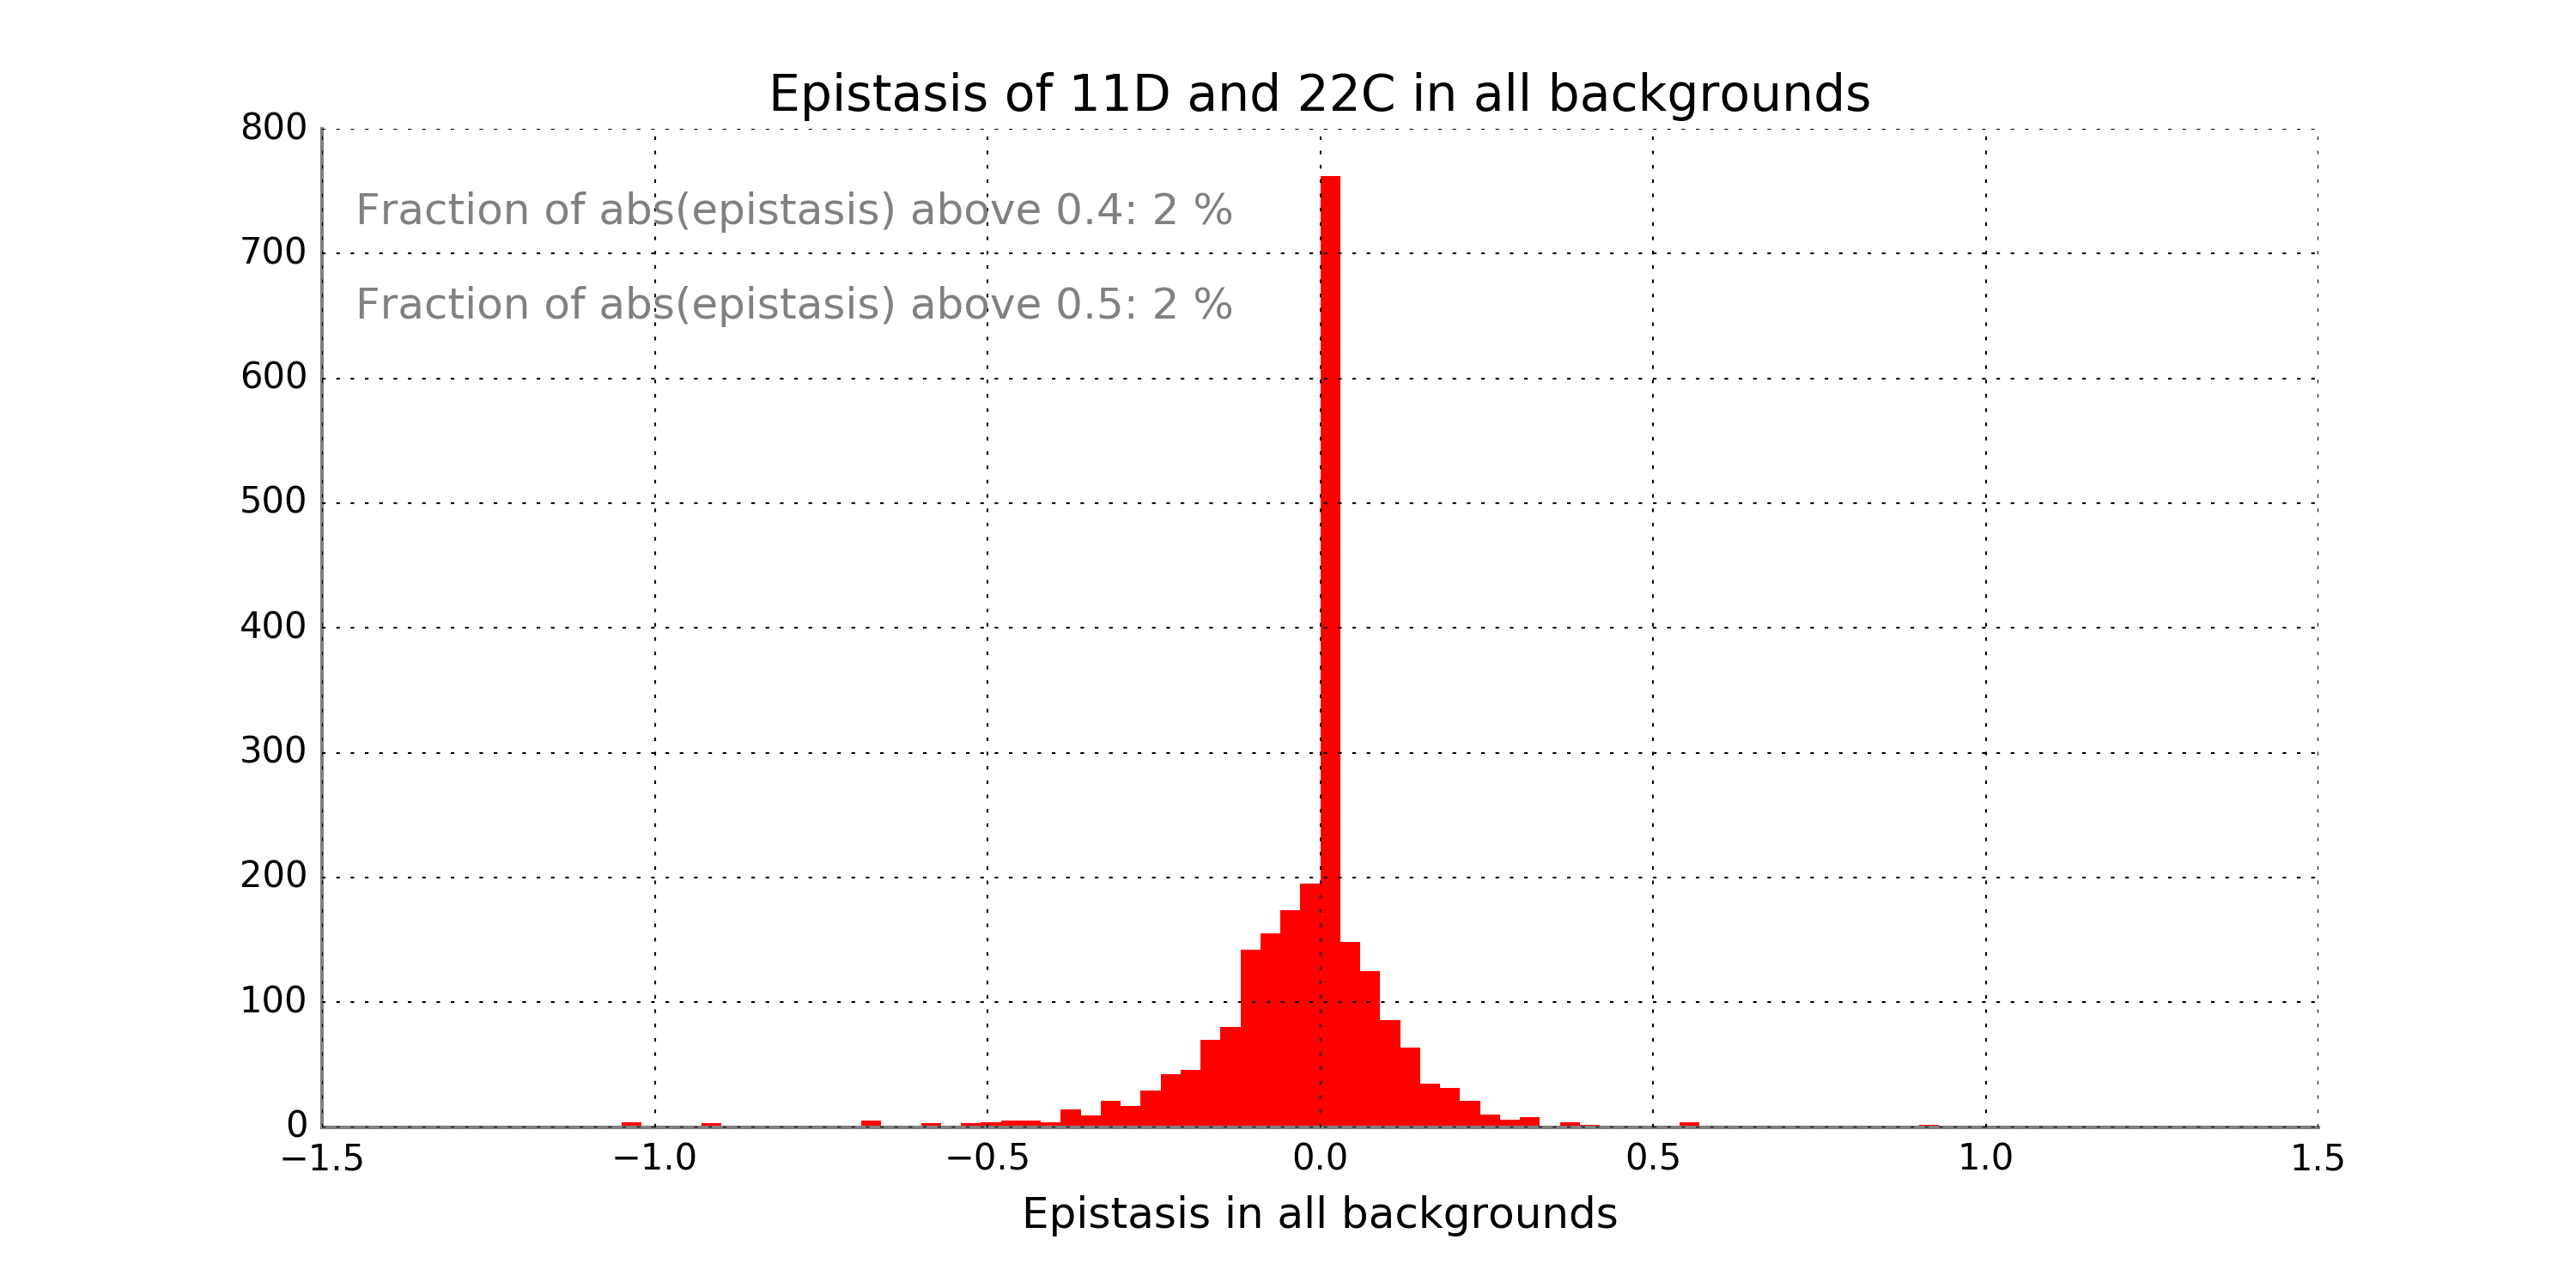 Epistasis of 11D and 22C in all backgrounds
800
Fraction of abs(epistasis) above 0.4: 2 %
700
Fraction of abs(epistasis) above 0.5: 2 %
600
500
400
300
200
100
0
−1.5 −1.0 −0.5 0.0 0.5 1.0 1.5
Epistasis in all backgrounds